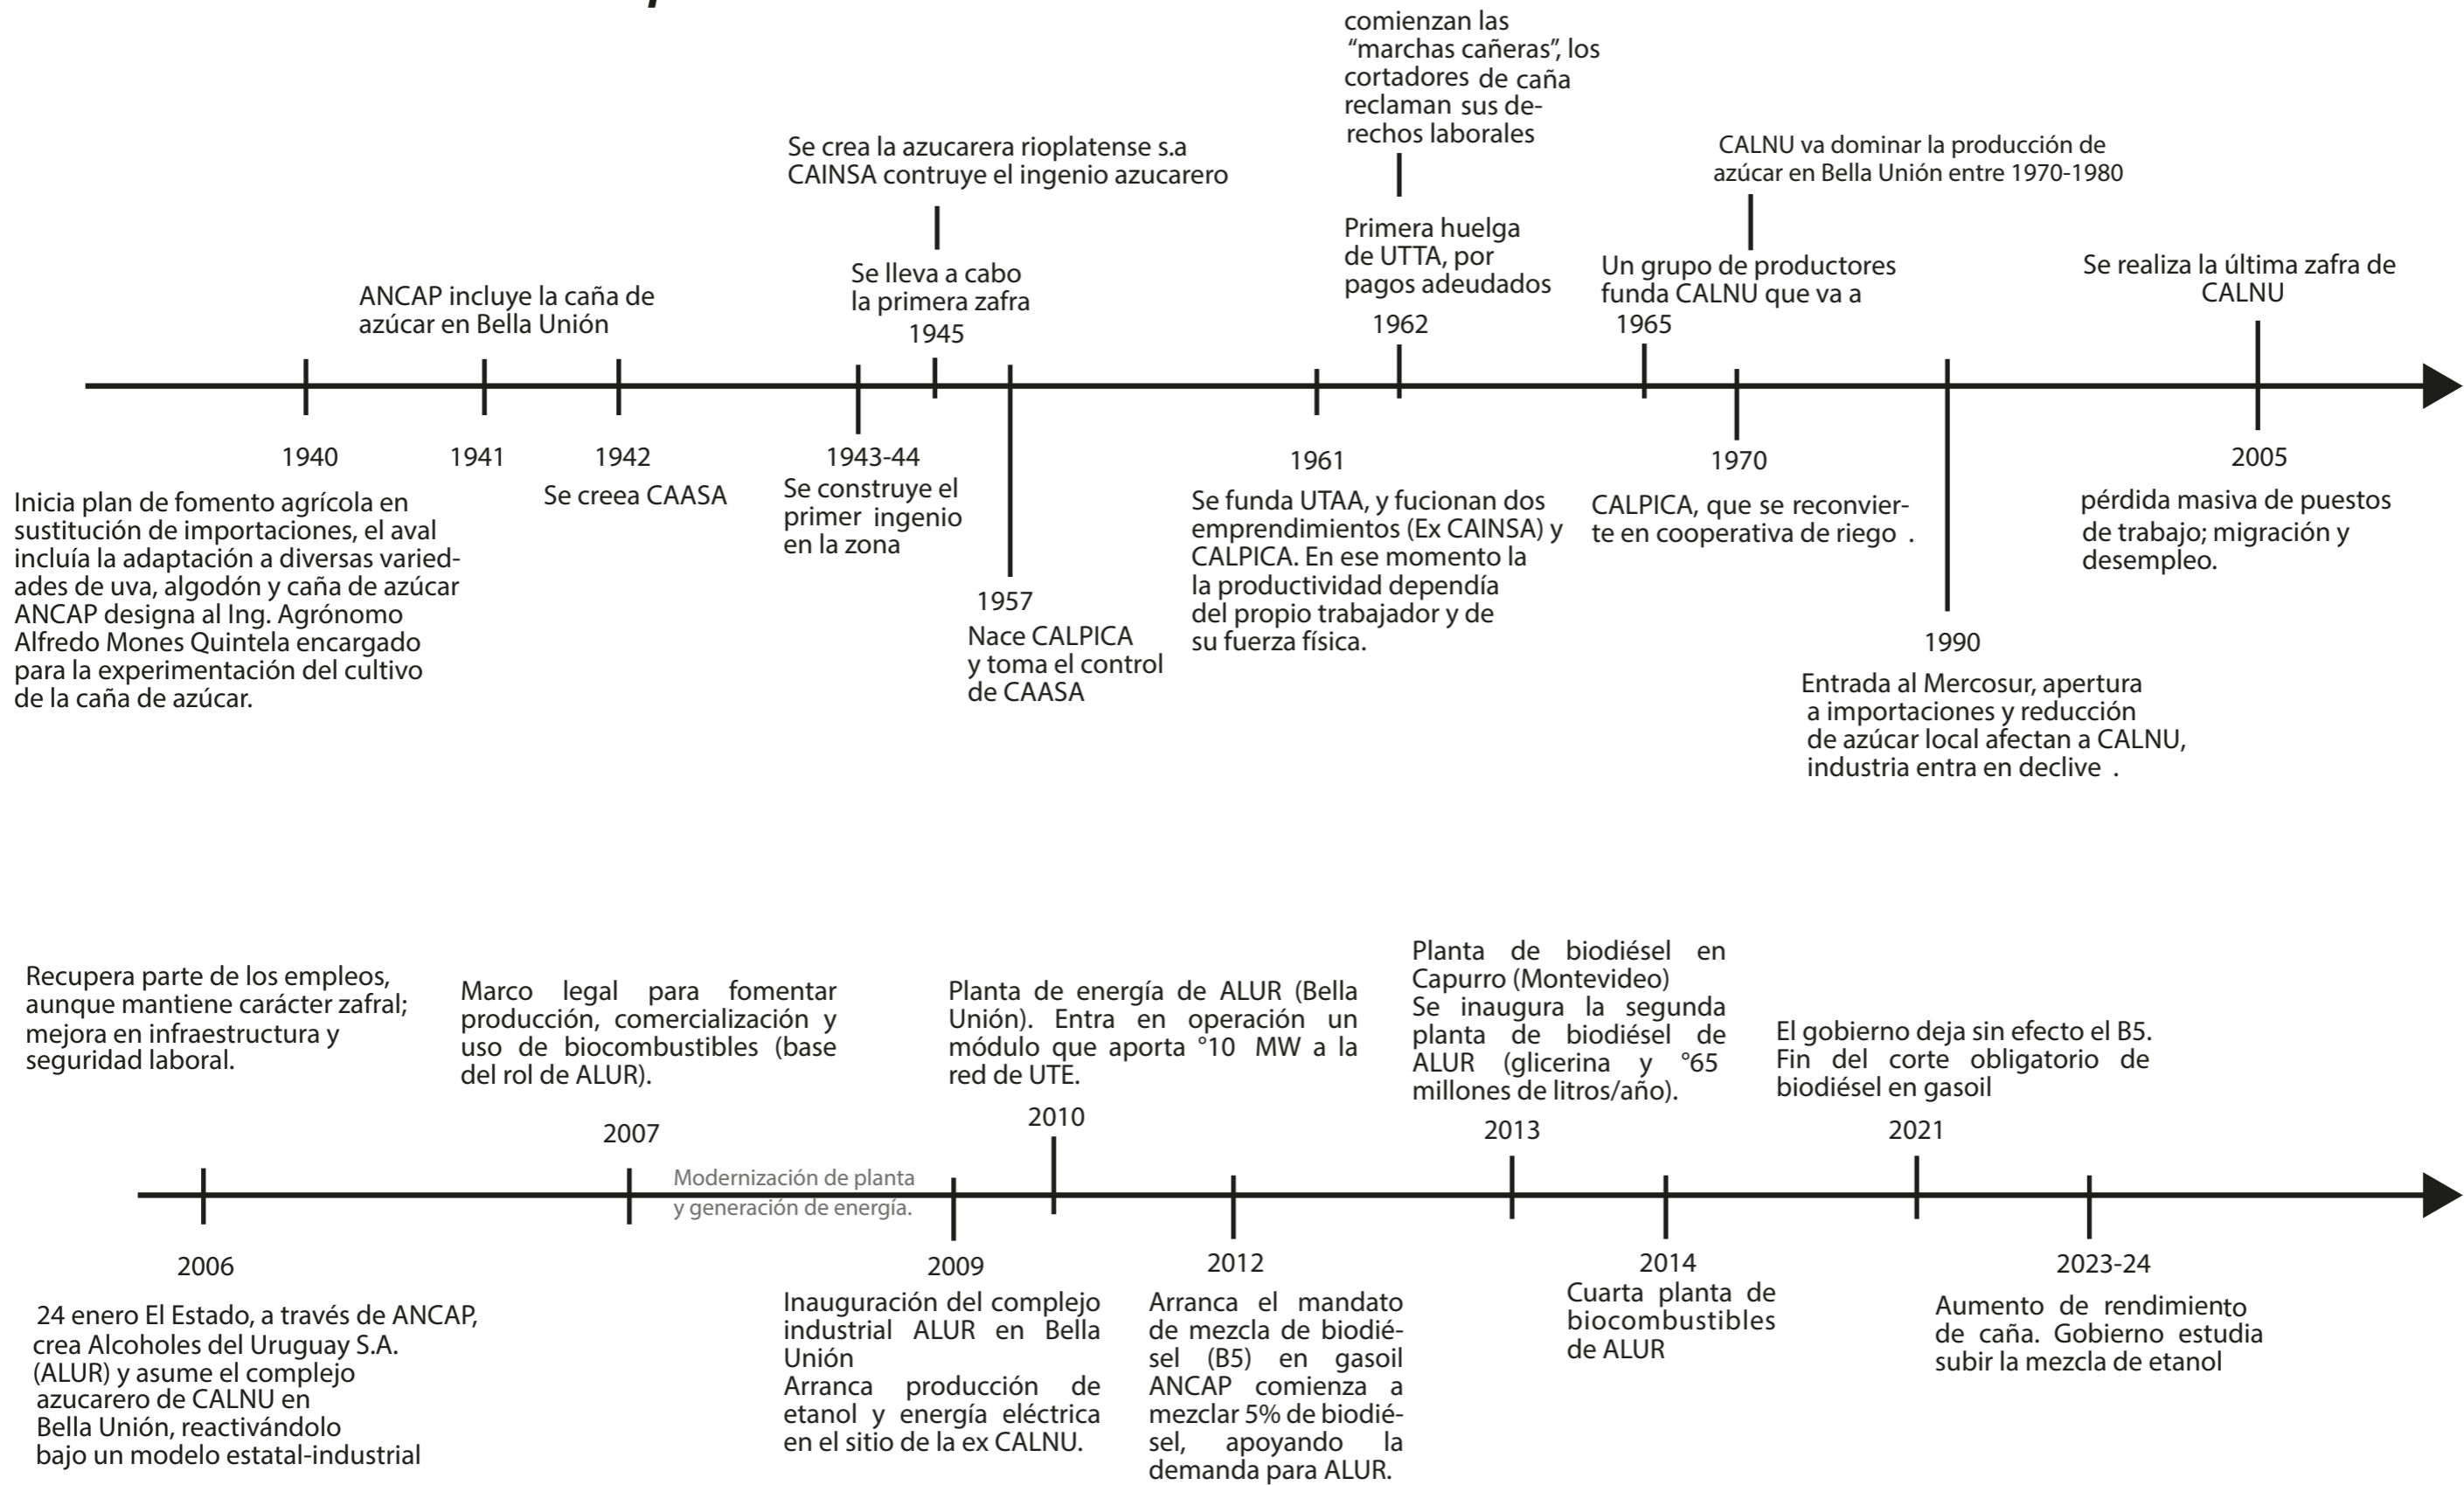 comienzan las
“marchas cañeras”, los
cortadores de caña
reclaman sus de-
rechos laborales
Se crea la azucarera rioplatense s.a
CAINSA contruye el ingenio azucarero
CALNU va dominar la producción de
azúcar en Bella Unión entre 1970-1980
ANCAP incluye la caña de
azúcar en Bella Unión
Se lleva a cabo
la primera zafra
1945
Primera huelga
de UTTA, por
pagos adeudados
1962
Un grupo de productores
funda CALNU que va a
1965
Se realiza la última zafra de
CALNU
1940
Inicia plan de fomento agrícola en
sustitución de importaciones, el aval
incluía la adaptación a diversas varied-
ades de uva, algodón y caña de azúcar
ANCAP designa al Ing. Agrónomo
Alfredo Mones Quintela encargado
para la experimentación del cultivo
de la caña de azúcar.
1941
1942
Se creea CAASA
1943-44
Se construye el
primer ingenio
en la zona
1957
Nace CALPICA
y toma el control
de CAASA
1961
Se funda UTAA, y fucionan dos
emprendimientos (Ex CAINSA) y
CALPICA. En ese momento la
la productividad dependía
del propio trabajador y de
su fuerza física.
1970
CALPICA, que se reconvier-
te en cooperativa de riego .
1990
Entrada al Mercosur, apertura
a importaciones y reducción
de azúcar local afectan a CALNU,
industria entra en declive .
2005
pérdida masiva de puestos
de trabajo; migración y
desempleo.
Recupera parte de los empleos,
aunque mantiene carácter zafral;
mejora en infraestructura y
seguridad laboral.
Marco legal para fomentar
producción, comercialización y
uso de biocombustibles (base
del rol de ALUR).
2007
Planta de energía de ALUR (Bella
Unión). Entra en operación un
módulo que aporta °10 MW a la
red de UTE.
2010
Planta de biodiésel en
Capurro (Montevideo)
Se inaugura la segunda
planta de biodiésel de
ALUR (glicerina y °65
millones de litros/año).
2013
El gobierno deja sin efecto el B5.
Fin del corte obligatorio de
biodiésel en gasoil
2021
Modernización de planta
y generación de energía.
2006
24 enero El Estado, a través de ANCAP,
crea Alcoholes del Uruguay S.A.
(ALUR) y asume el complejo
azucarero de CALNU en
Bella Unión, reactivándolo
bajo un modelo estatal-industrial
2009
Inauguración del complejo
industrial ALUR en Bella
Unión
Arranca producción de
etanol y energía eléctrica
en el sitio de la ex CALNU.
2012
Arranca el mandato
de mezcla de biodié-
sel (B5) en gasoil
ANCAP comienza a
mezclar 5% de biodié-
sel, apoyando la
demanda para ALUR.
2014
Cuarta planta de
biocombustibles
de ALUR
2023-24
Aumento de rendimiento
de caña. Gobierno estudia
subir la mezcla de etanol